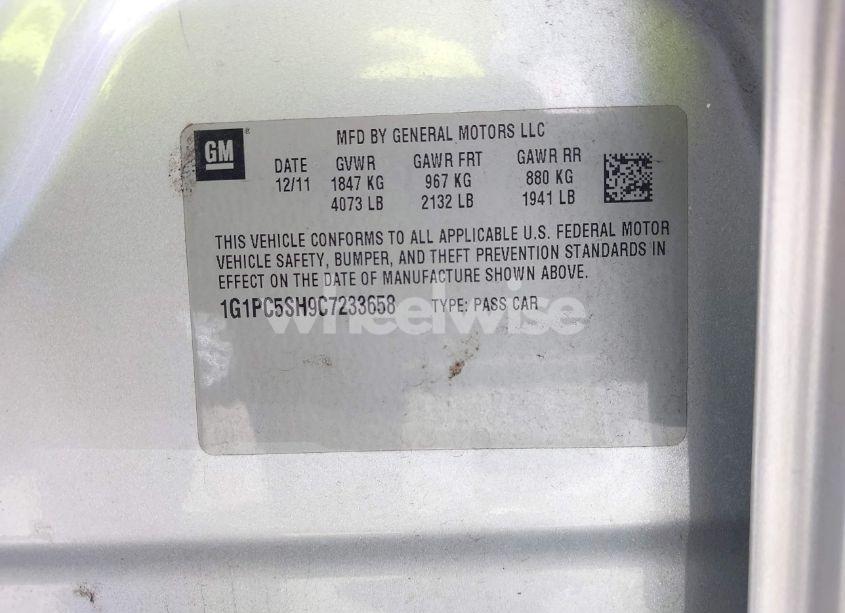 GM ®
MFD BY GENERAL MOTORS LLC
DATE GVWR GAWR FRT GAWR RR
12/11 1847 KG 967 KG 880 KG
4073 LB 2132 LB 1941 LB
THIS VEHICLE CONFORMS TO ALL APPLICABLE U.S. FEDERAL MOTOR
VEHICLE SAFETY, BUMPER, AND THEFT PREVENTION STANDARDS IN
EFFECT ON THE DATE OF MANUFACTURE SHOWN ABOVE.
1G1PC5SH9C7233658 TYPE: PASS CAR
wheelwise